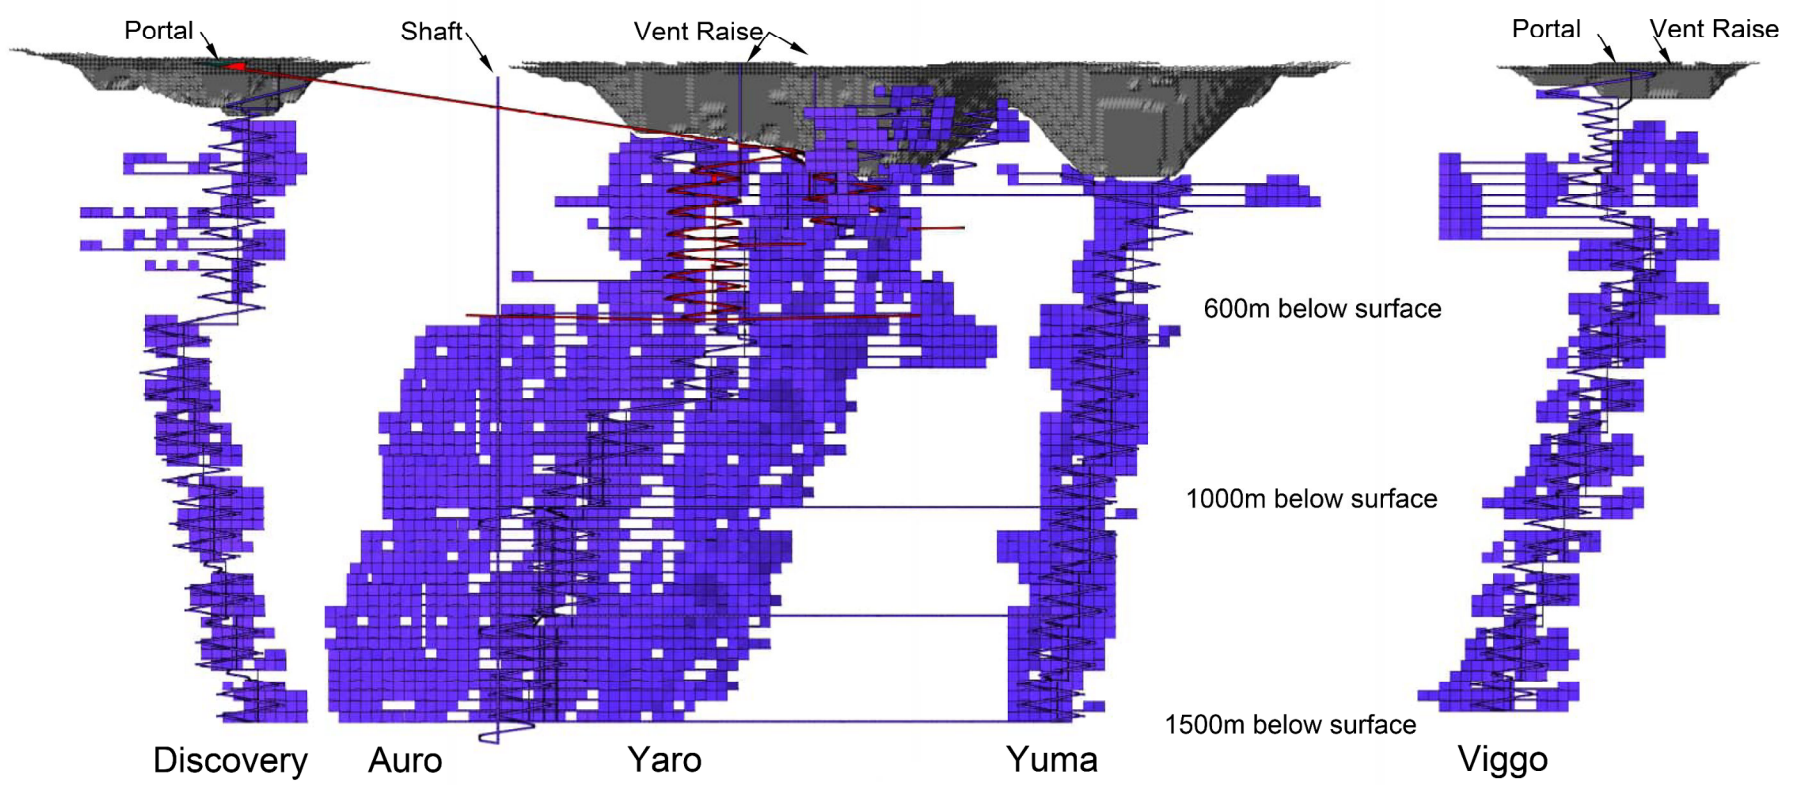 Portal
Shaft
Vent Raise
Portal
Vent Raise
600m below surface
1000m below surface
1500m below surface
Discovery
Auro
Yaro
Yuma
Viggo